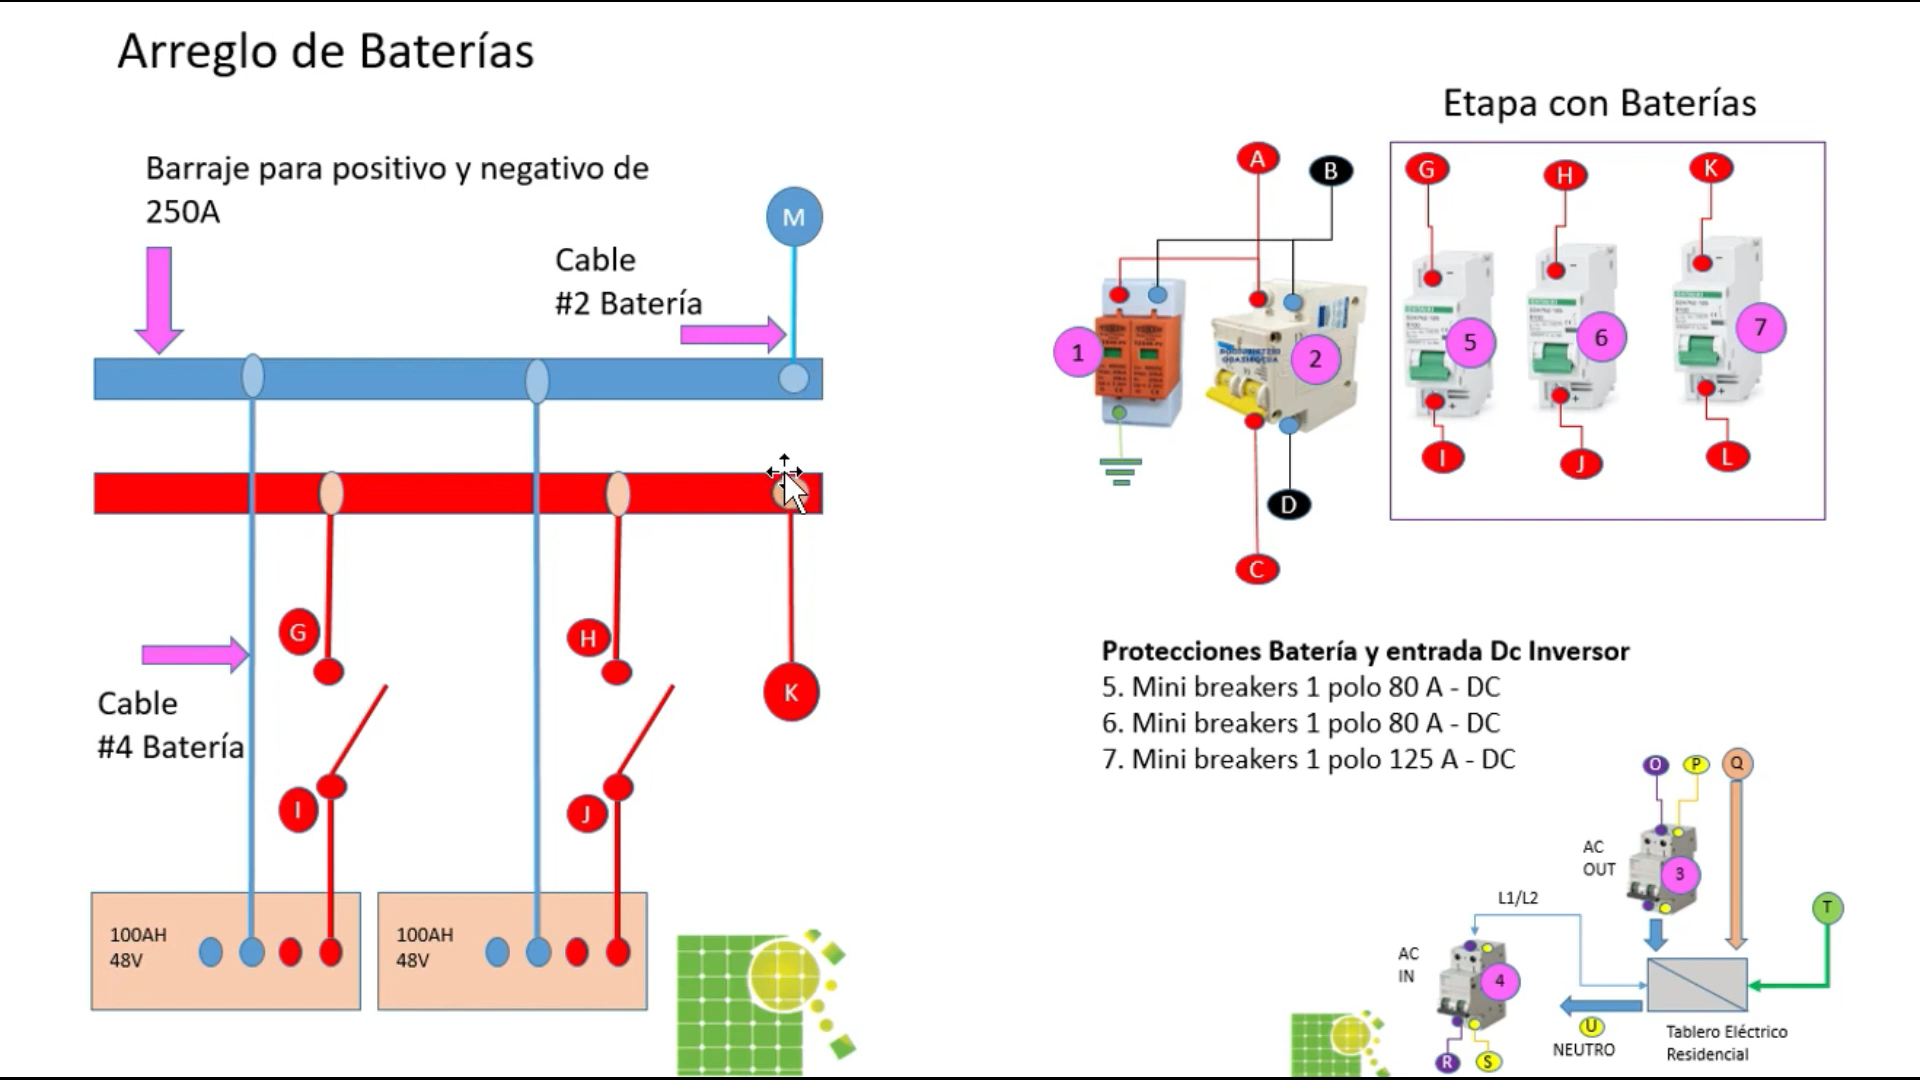 Arreglo de Baterías
Etapa con Baterías
Barraje para positivo y negativo de
250A
M
Cable
#2 Batería
A
B
G
H
K
1
2
5
6
7
I
J
L
D
C
G
H
K
Cable
#4 Batería
I
J
100AH
48V
100AH
48V
Protecciones Batería y entrada Dc Inversor
5. Mini breakers 1 polo 80 A - DC
6. Mini breakers 1 polo 80 A - DC
7. Mini breakers 1 polo 125 A - DC
O
P
Q
AC
OUT
3
L1/L2
T
AC
IN
4
U
NEUTRO
R
S
Tablero Eléctrico
Residencial